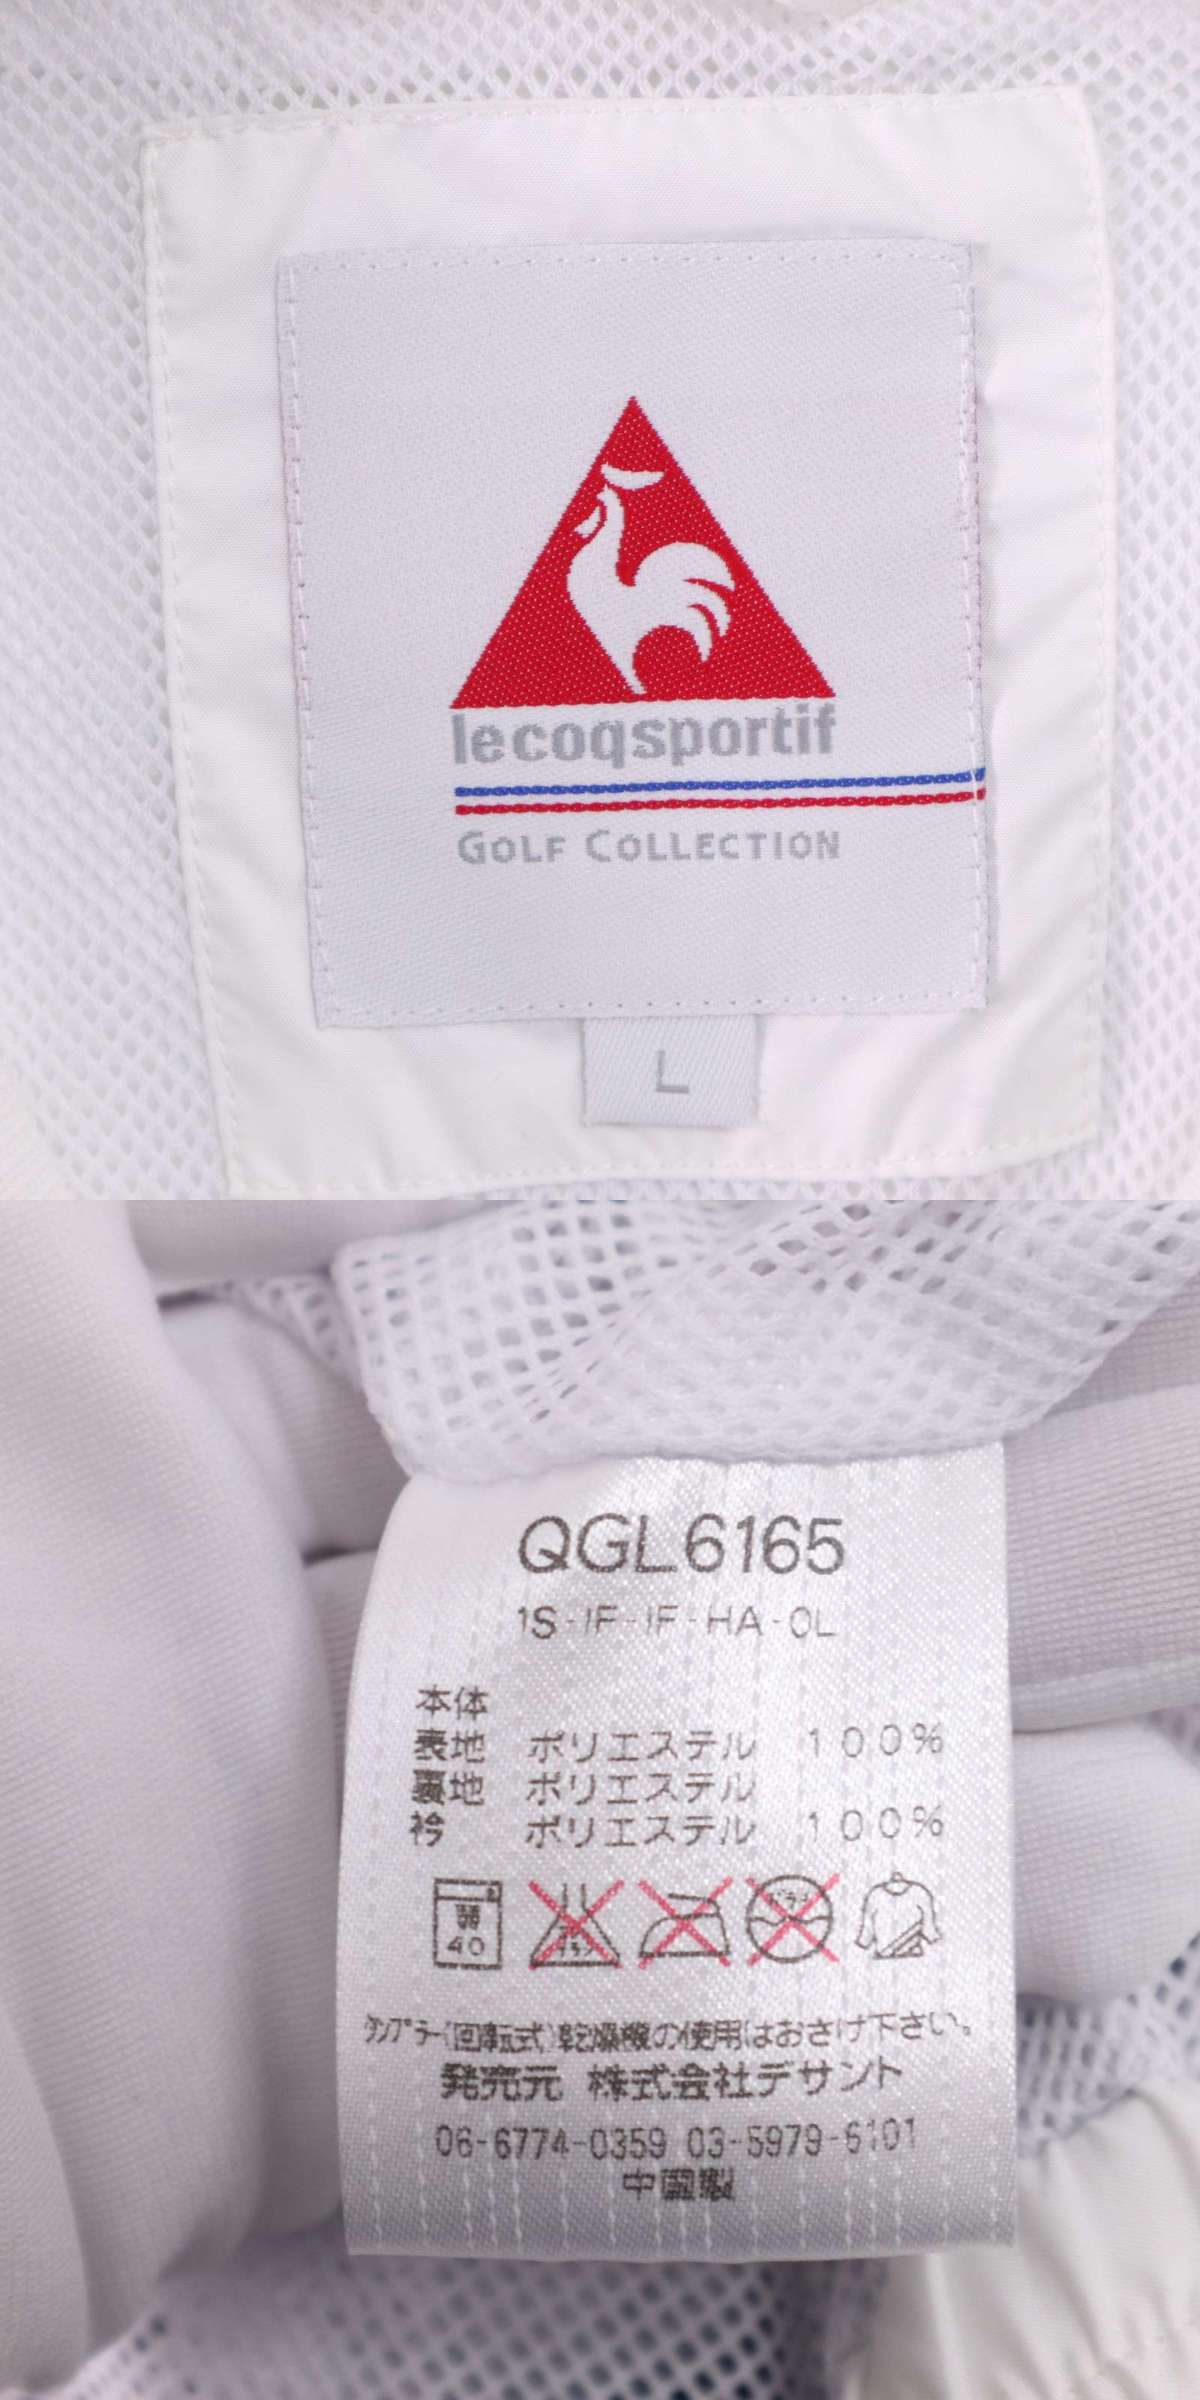 lecoqsportif
GOLF COLLECTION
L
QGL6165
1S-IF-IF-HA-OL
本体
表地 ポリエステル 100%
裏地 ポリエステル
衿 ポリエステル 100%
40
タンブラー(回転式)乾燥機の使用はおさけ下さい。
発売元 株式会社デサント
06-6774-0359 03-5979-6101
中国製